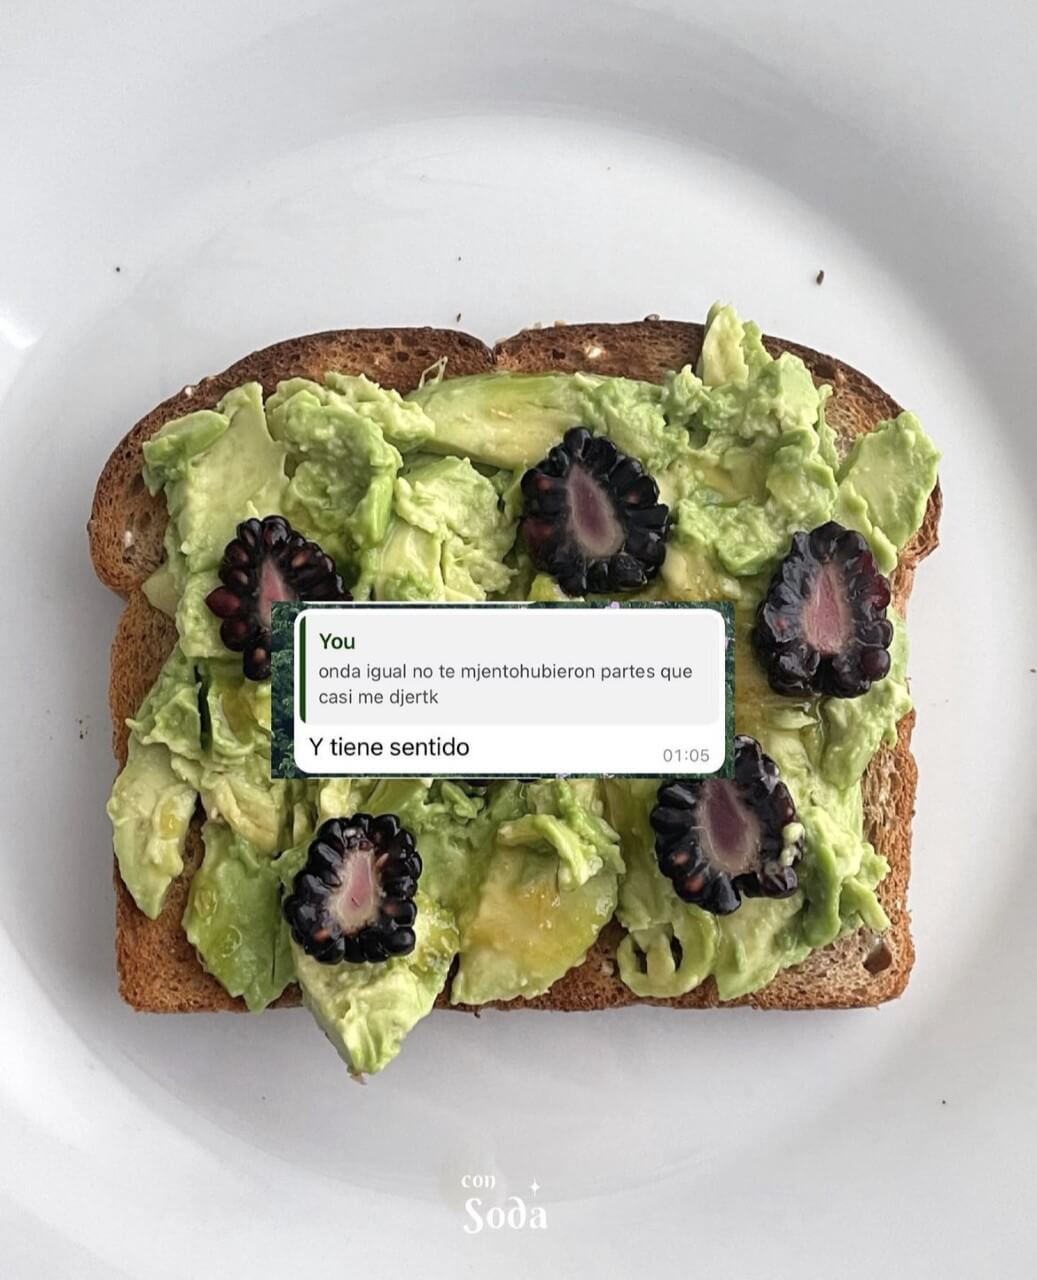 You
onda igual no te mjentohubieron partes que
casi me djertk
Y tiene sentido
01:05
con
Soda